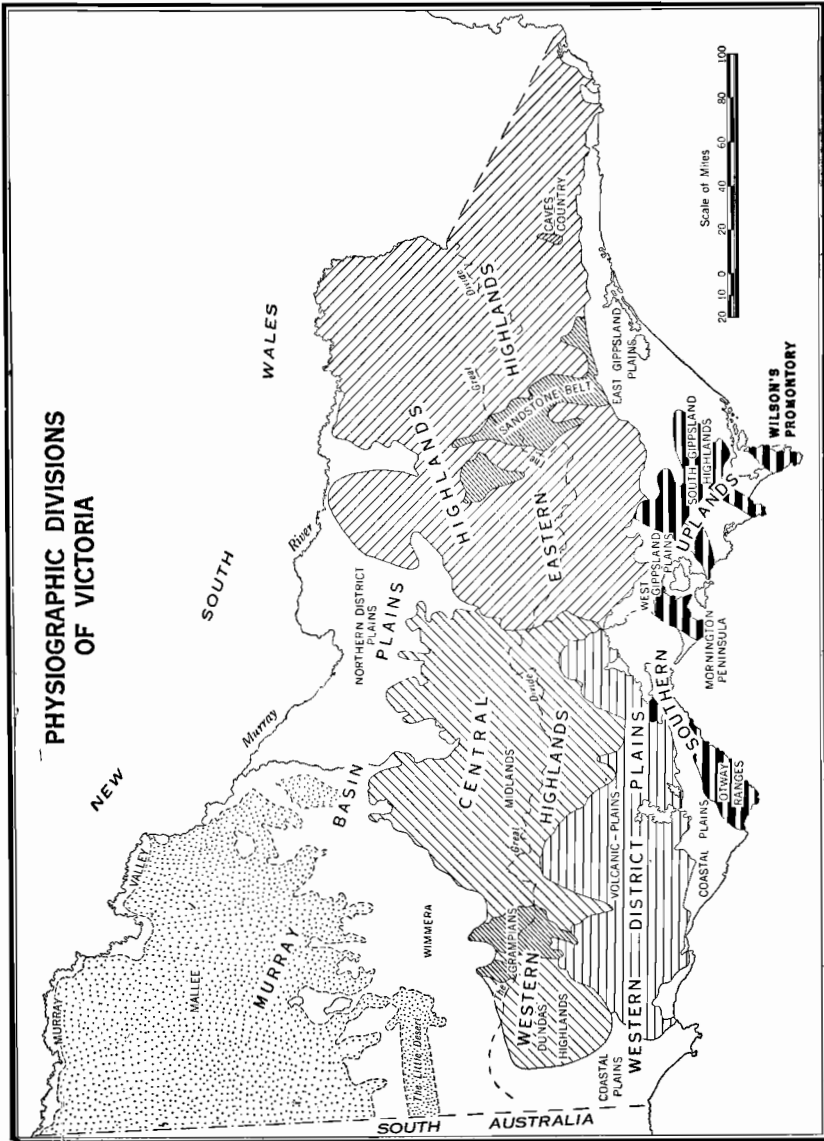 PHYSIOGRAPHIC DIVISIONS
OF VICTORIA
NEW
SOUTH
WALES
MURRAY
VALLEY
Murray
River
MALLEE
MURRAY
BASIN
PLAINS
NORTHERN DISTRICT
PLAINS
WIMMERA
The Little Desert
SOUTH
AUSTRALIA
The
GRAMPIANS
WESTERN
DUNDAS
HIGHLANDS
CENTRAL
MIDLANDS
Great
Divide
HIGHLANDS
HIGHLANDS
EASTERN
HIGHLANDS
The
Great
Divide
SANDSTONE BELT
CAVES
COUNTRY
EAST GIPPSLAND
PLAINS
VOLCANIC-PLAINS
WESTERN DISTRICT PLAINS
COASTAL
PLAINS
COASTAL PLAINS
OTWAY
RANGES
SOUTHERN
UPLANDS
MORNINGTON
PENINSULA
WEST
GIPPSLAND
PLAINS
SOUTH GIPPSLAND
HIGHLANDS
WILSON'S
PROMONTORY
Scale of Miles
20 10 0 20 40 60 80 100